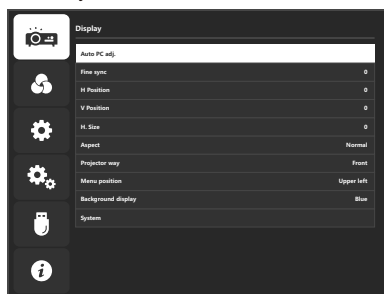 Display
Auto PC adj.
Fine sync 0
H Position 0
V Position 0
H. Size 0
Aspect Normal
Projector way Front
Menu position Upper left
Background display Blue
System
i